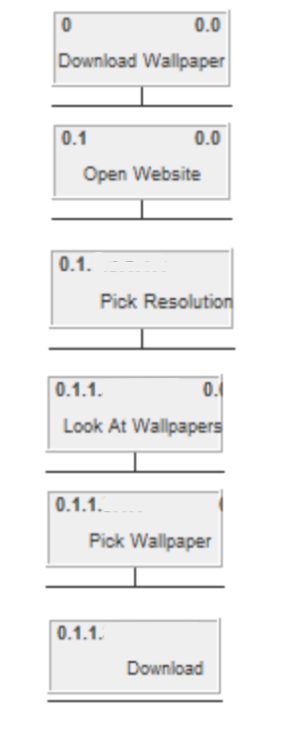 0 0.0
Download Wallpaper
0.1 0.0
Open Website
0.1.
Pick Resolution
0.1.1. 0.
Look At Wallpapers
0.1.1.
Pick Wallpaper
0.1.1.
Download